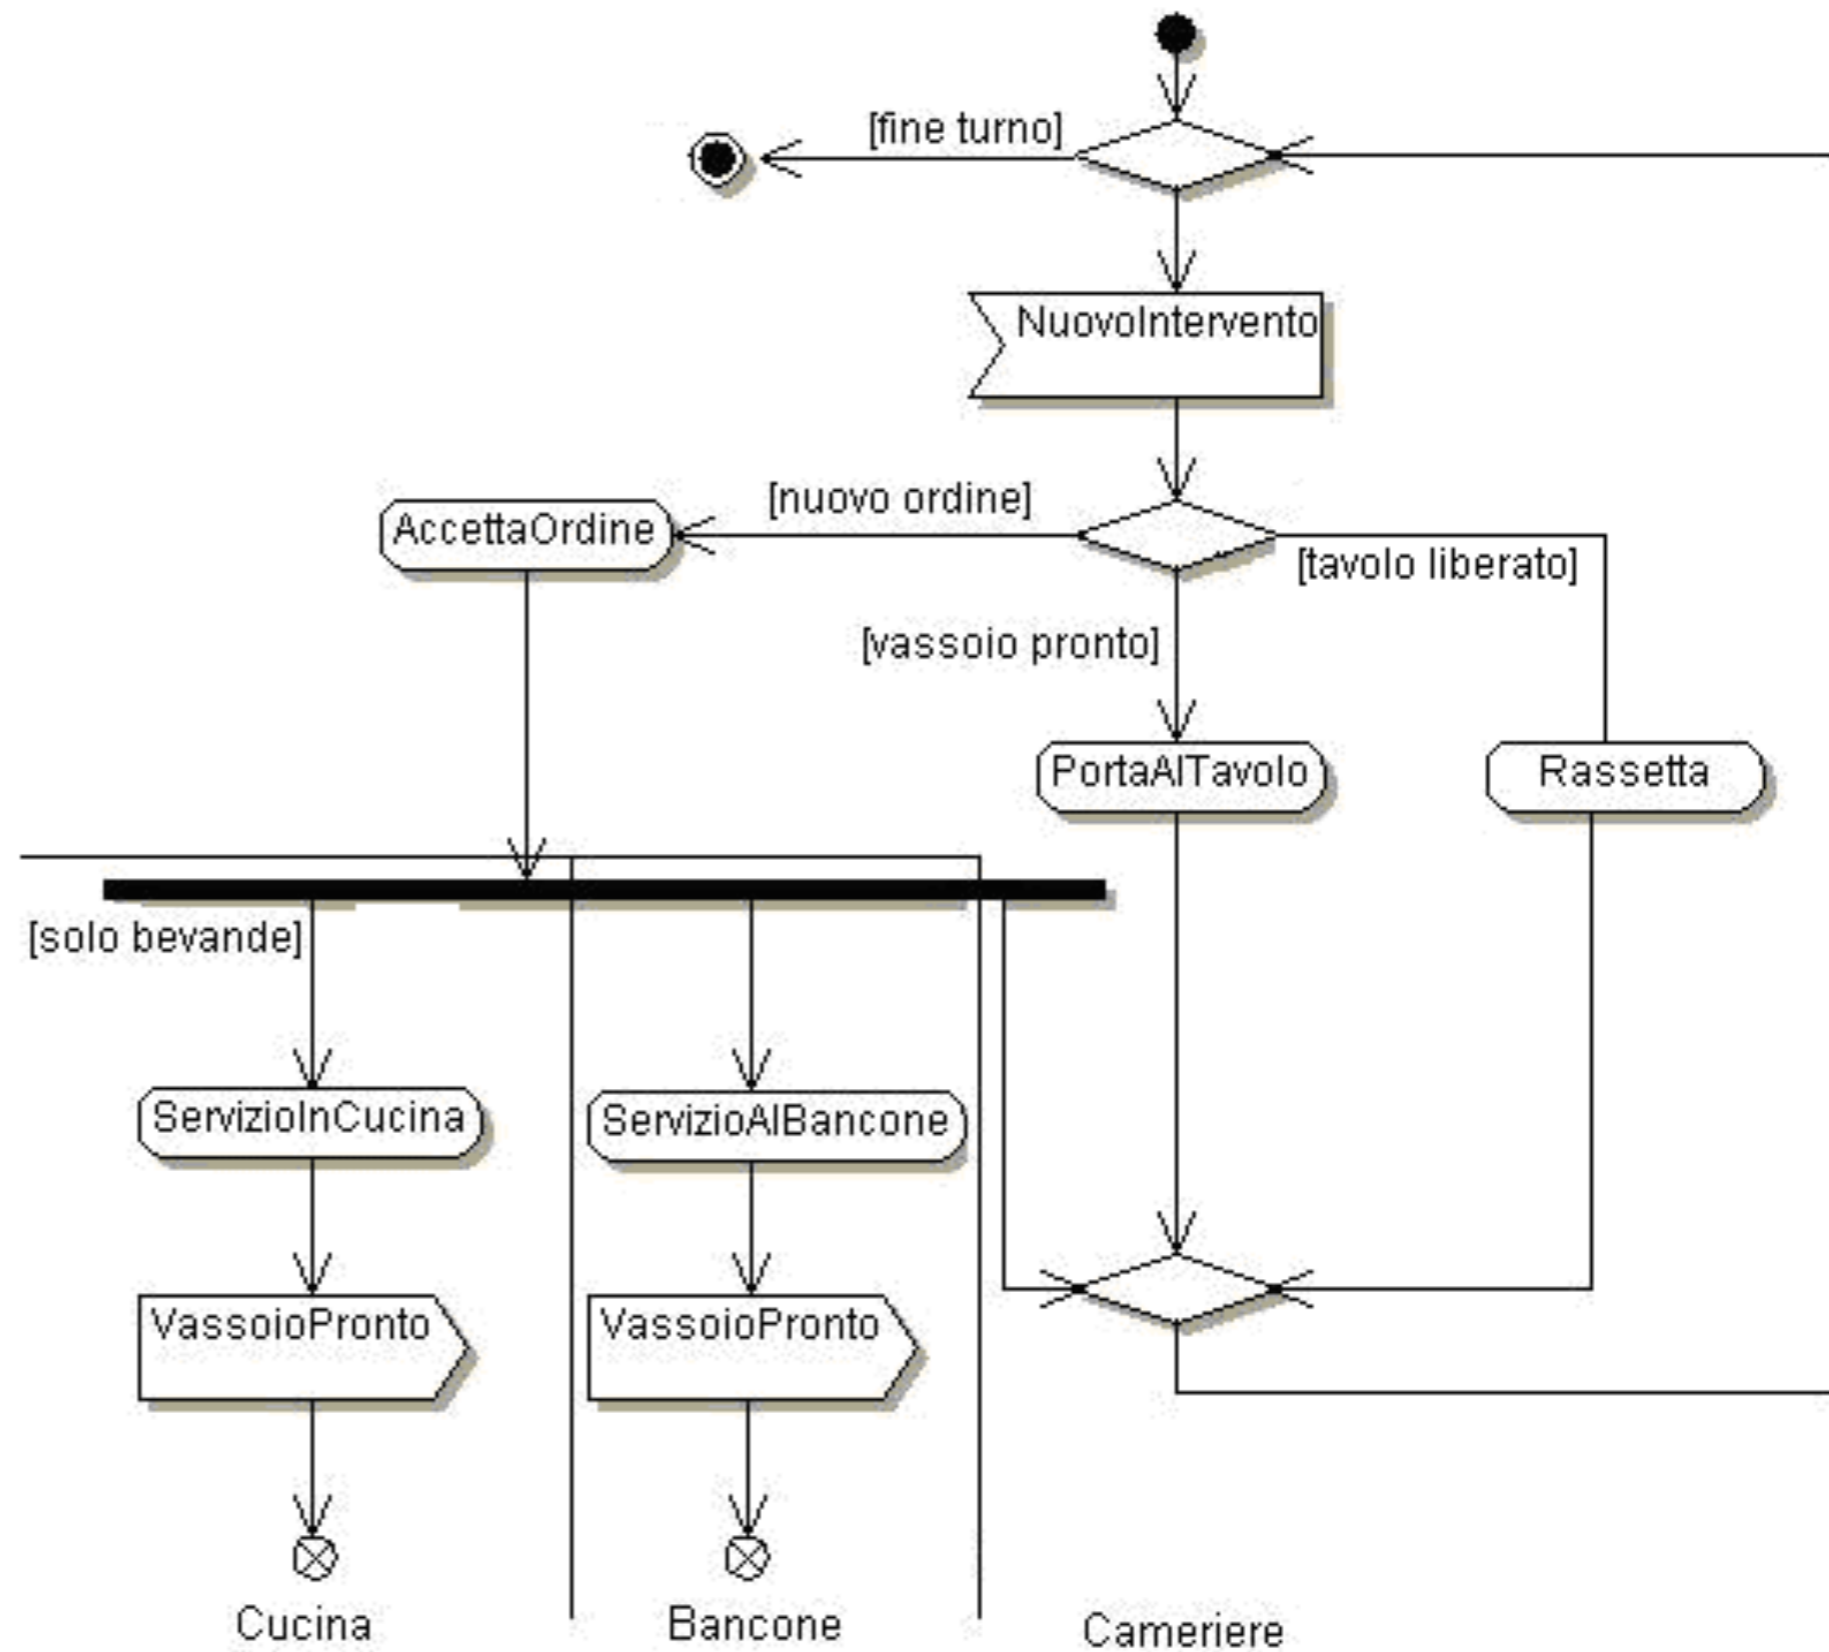 [fine turno]
NuovoIntervento
[nuovo ordine]
AccettaOrdine
[tavolo liberato]
[vassoio pronto]
PortaAlTavolo
Rassetta
[solo bevande]
ServizioInCucina
ServizioAlBancone
VassoioPronto
VassoioPronto
Cucina
Bancone
Cameriere